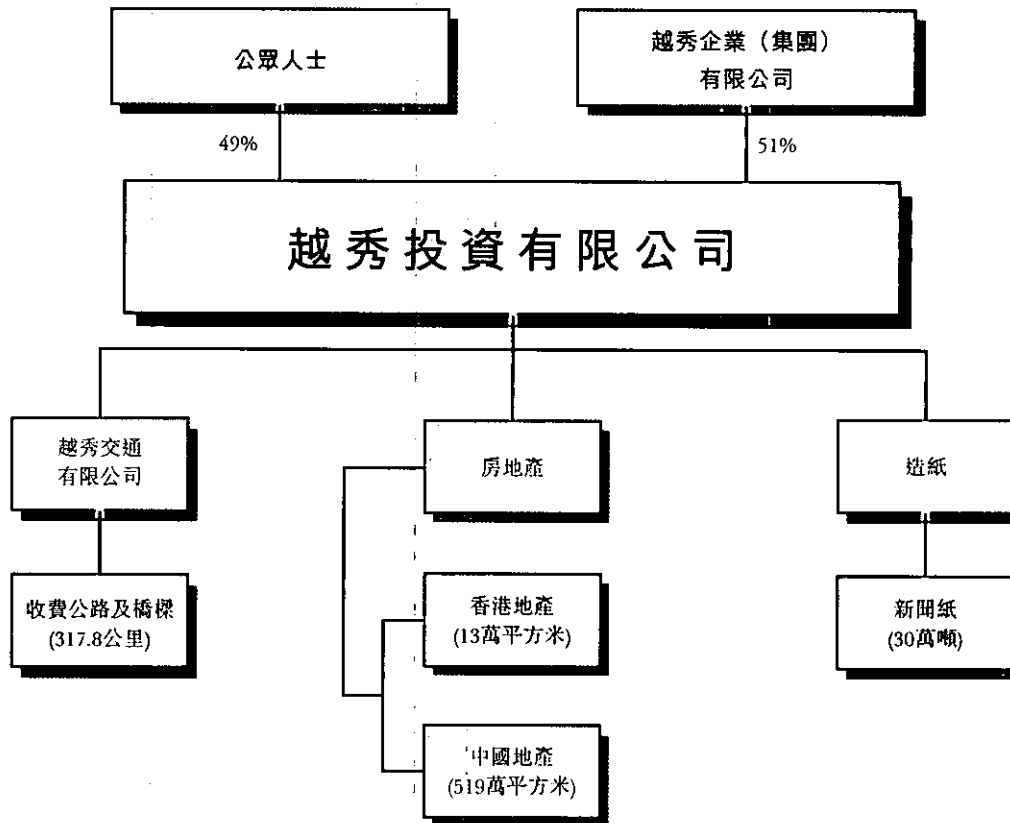 公眾人士
越秀企業（集團）
有限公司
49%
51%
越秀投資有限公司
越秀交通
有限公司
房地產
造紙
收費公路及橋樑
(317.8公里)
香港地產
(13萬平方米)
新聞紙
(30萬噸)
中國地產
(519萬平方米)